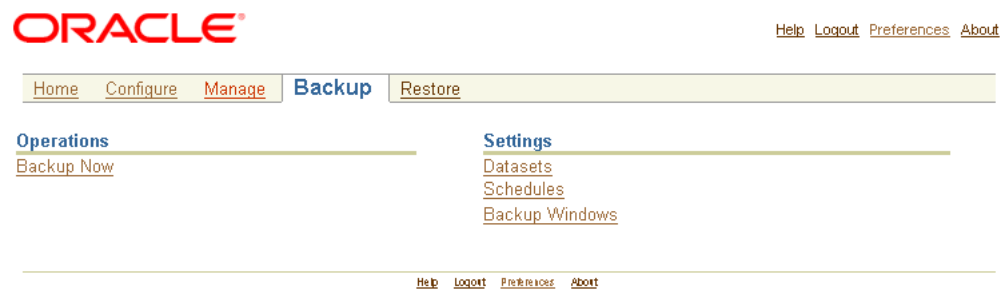 ORACLE
Help Logout Preferences About
Home Configure Manage Backup Restore
Operations
Backup Now
Settings
Datasets
Schedules
Backup Windows
Help Logout Preferences About